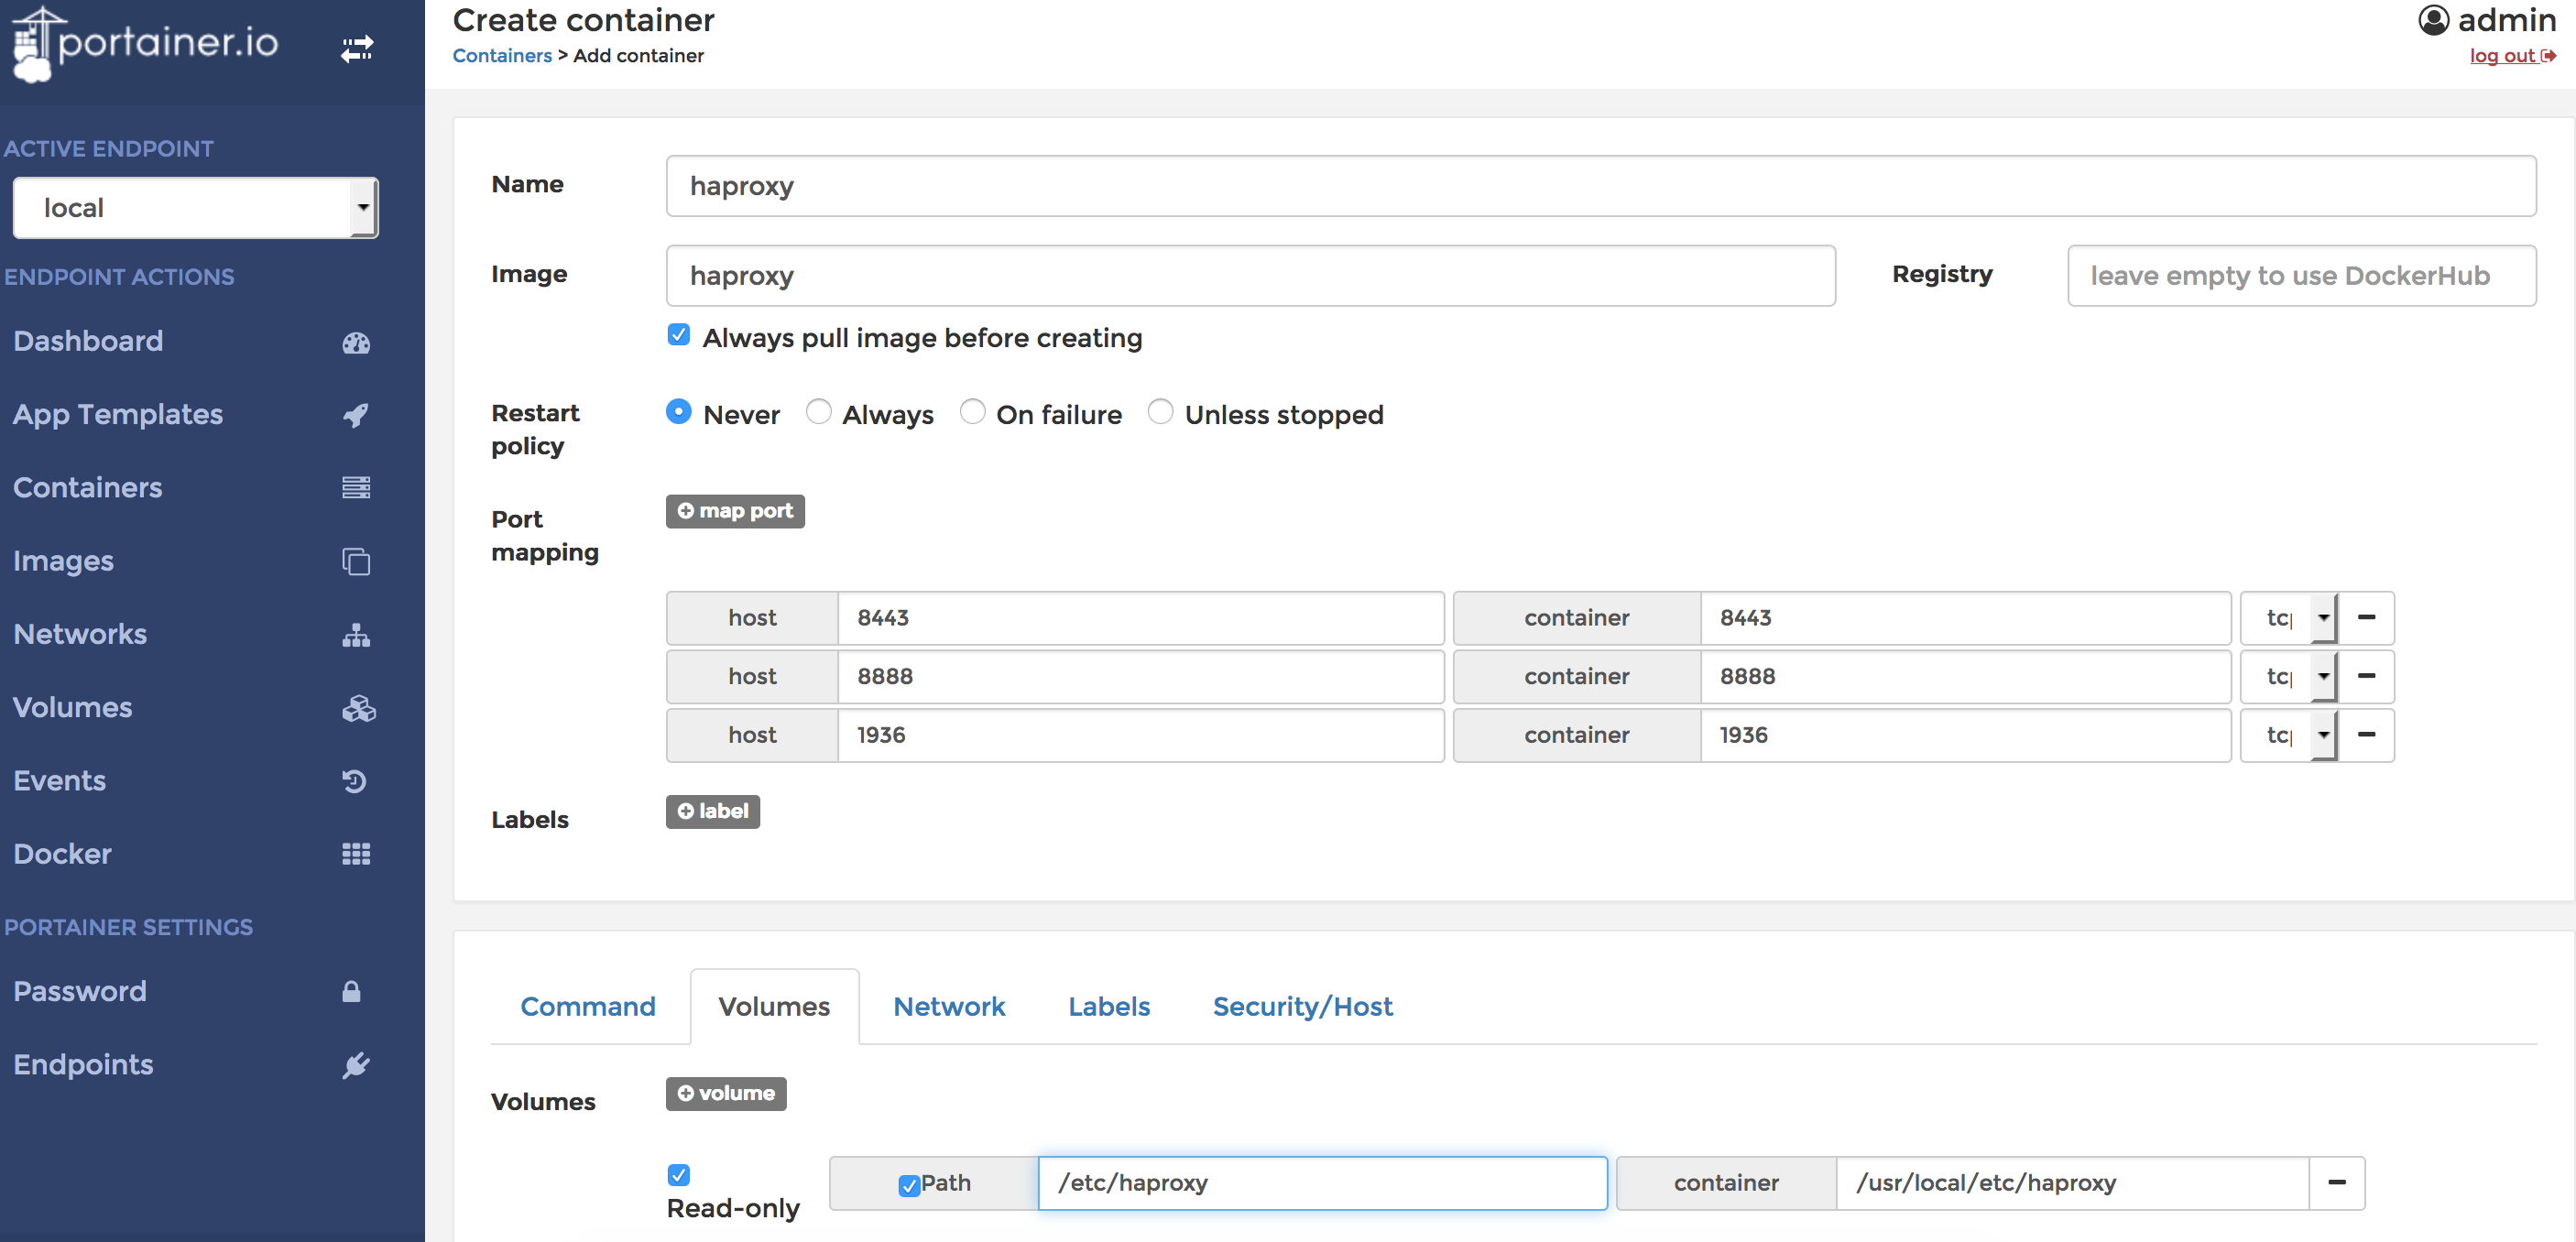 portainer.io
ACTIVE ENDPOINT
local
ENDPOINT ACTIONS
Dashboard
App Templates
Containers
Images
Networks
Volumes
Events
Docker
PORTAINER SETTINGS
Password
Endpoints
Create container
Containers > Add container
admin
log out
Name haproxy
Image haproxy Registry leave empty to use DockerHub
Always pull image before creating
Restart policy Never Always On failure Unless stopped
Port mapping map port
host 8443 container 8443 tcp
host 8888 container 8888 tcp
host 1936 container 1936 tcp
Labels label
Command Volumes Network Labels Security/Host
Volumes volume
Read-only Path /etc/haproxy container /usr/local/etc/haproxy